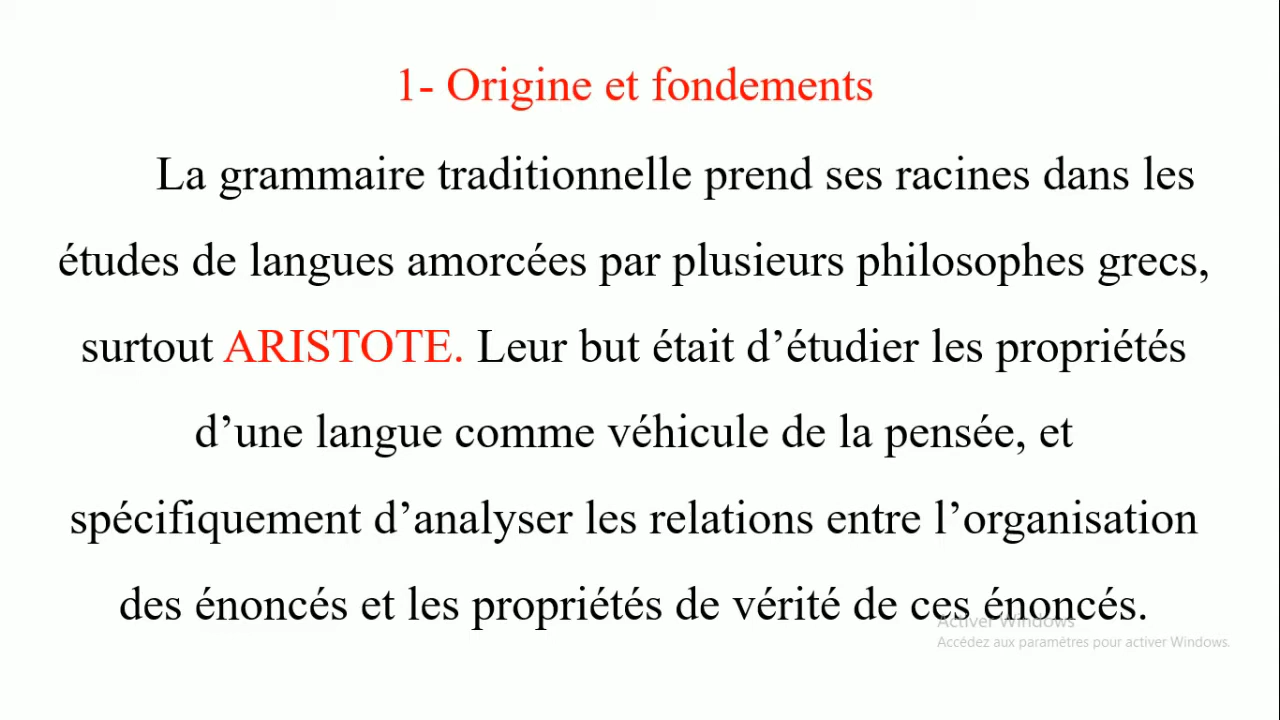 1- Origine et fondements
La grammaire traditionnelle prend ses racines dans les
études de langues amorcées par plusieurs philosophes grecs,
surtout ARISTOTE. Leur but était d’étudier les propriétés
d’une langue comme véhicule de la pensée, et
spécifiquement d’analyser les relations entre l’organisation
des énoncés et les propriétés de vérité de ces énoncés.
Activer Windows
Accédez aux paramètres pour activer Windows.